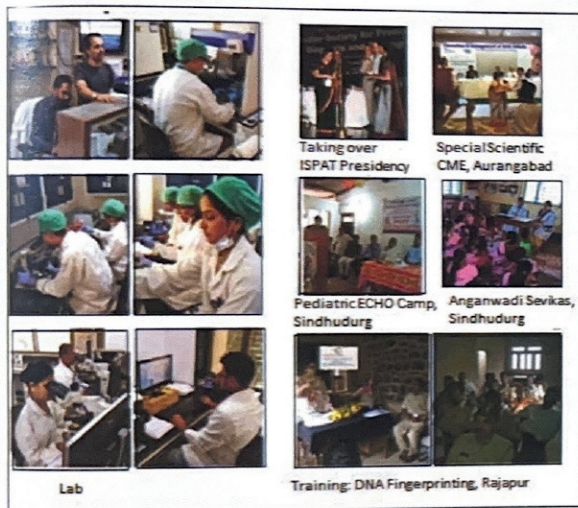 Taking over
ISPAT Presidency
Special Scientific
CME, Aurangabad
Pediatric ECHO Camp,
Sindhudurg
Anganwadi Sevikas,
Sindhudurg
Lab
Training: DNA Fingerprinting, Rajapur